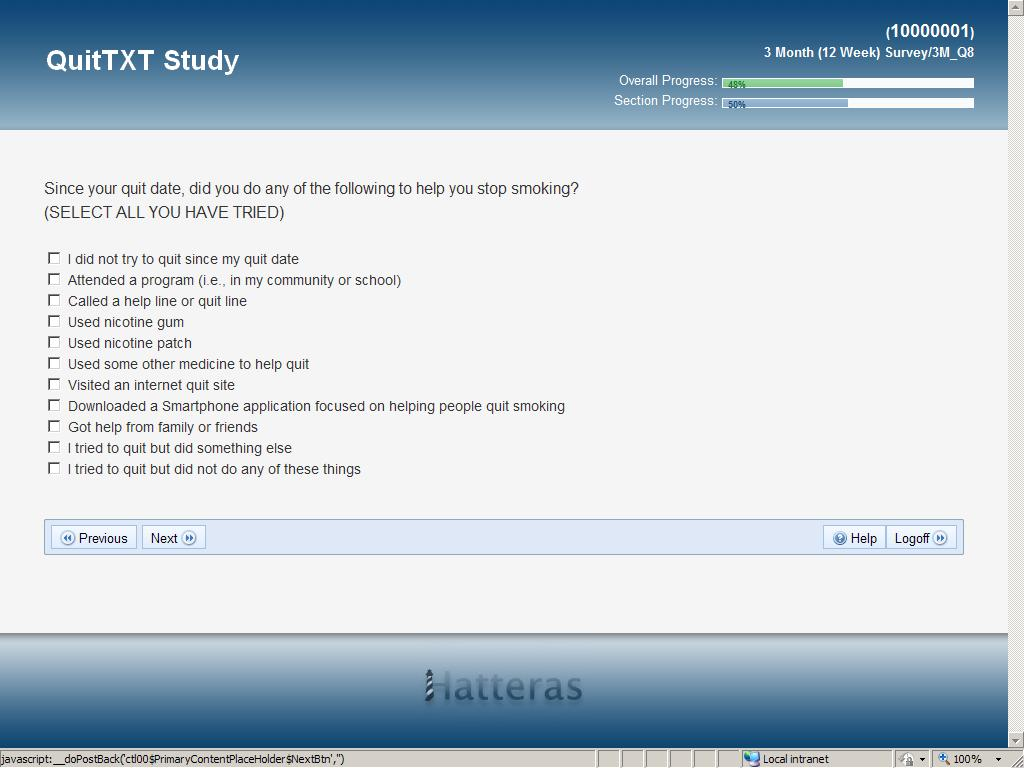 (10000001)
QuitTXT Study
3 Month (12 Week) Survey/3M_Q8
Overall Progress: 48%
Section Progress: 50%
Since your quit date, did you do any of the following to help you stop smoking?
(SELECT ALL YOU HAVE TRIED)
I did not try to quit since my quit date
Attended a program (i.e., in my community or school)
Called a help line or quit line
Used nicotine gum
Used nicotine patch
Used some other medicine to help quit
Visited an internet quit site
Downloaded a Smartphone application focused on helping people quit smoking
Got help from family or friends
I tried to quit but did something else
I tried to quit but did not do any of these things
Previous Next Help Logoff
Hatteras
javascript:__doPostBack('ctl00$PrimaryContentPlaceHolder$NextBtn','') Local intranet 100%